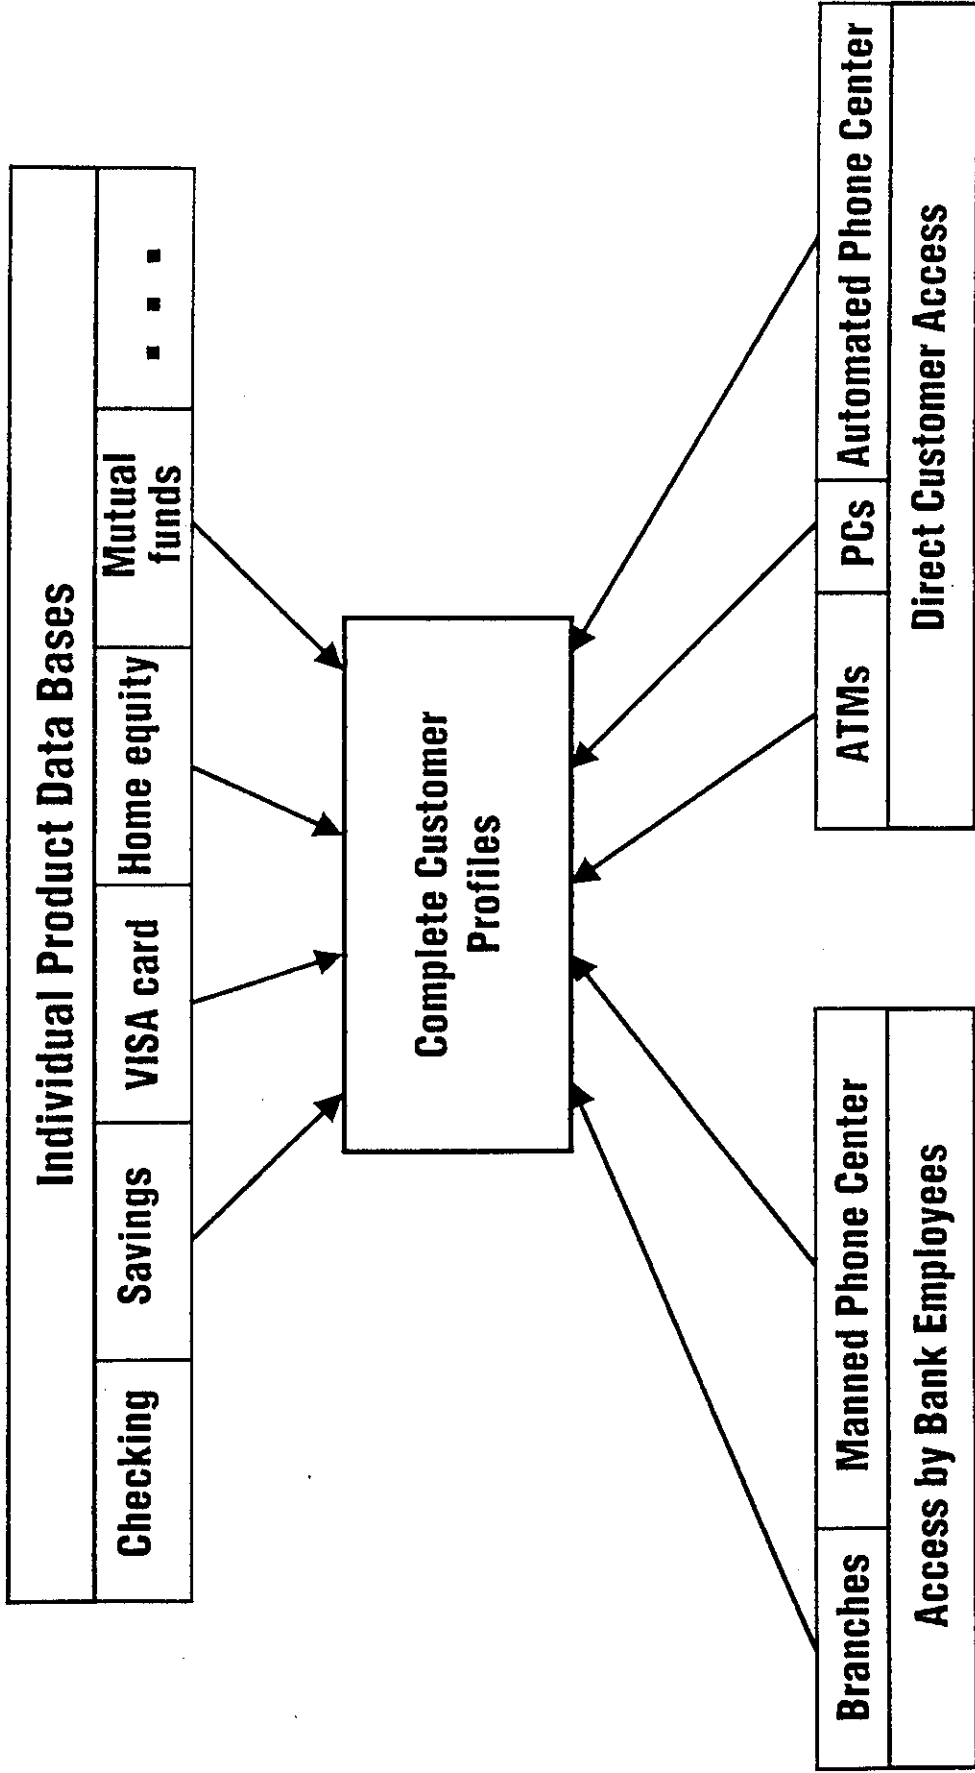 Individual Product Data Bases
Checking
Savings
VISA card
Home equity
Mutual
funds
. . .
Complete Customer
Profiles
Branches
Manned Phone Center
Access by Bank Employees
ATMs
PCs
Automated Phone Center
Direct Customer Access